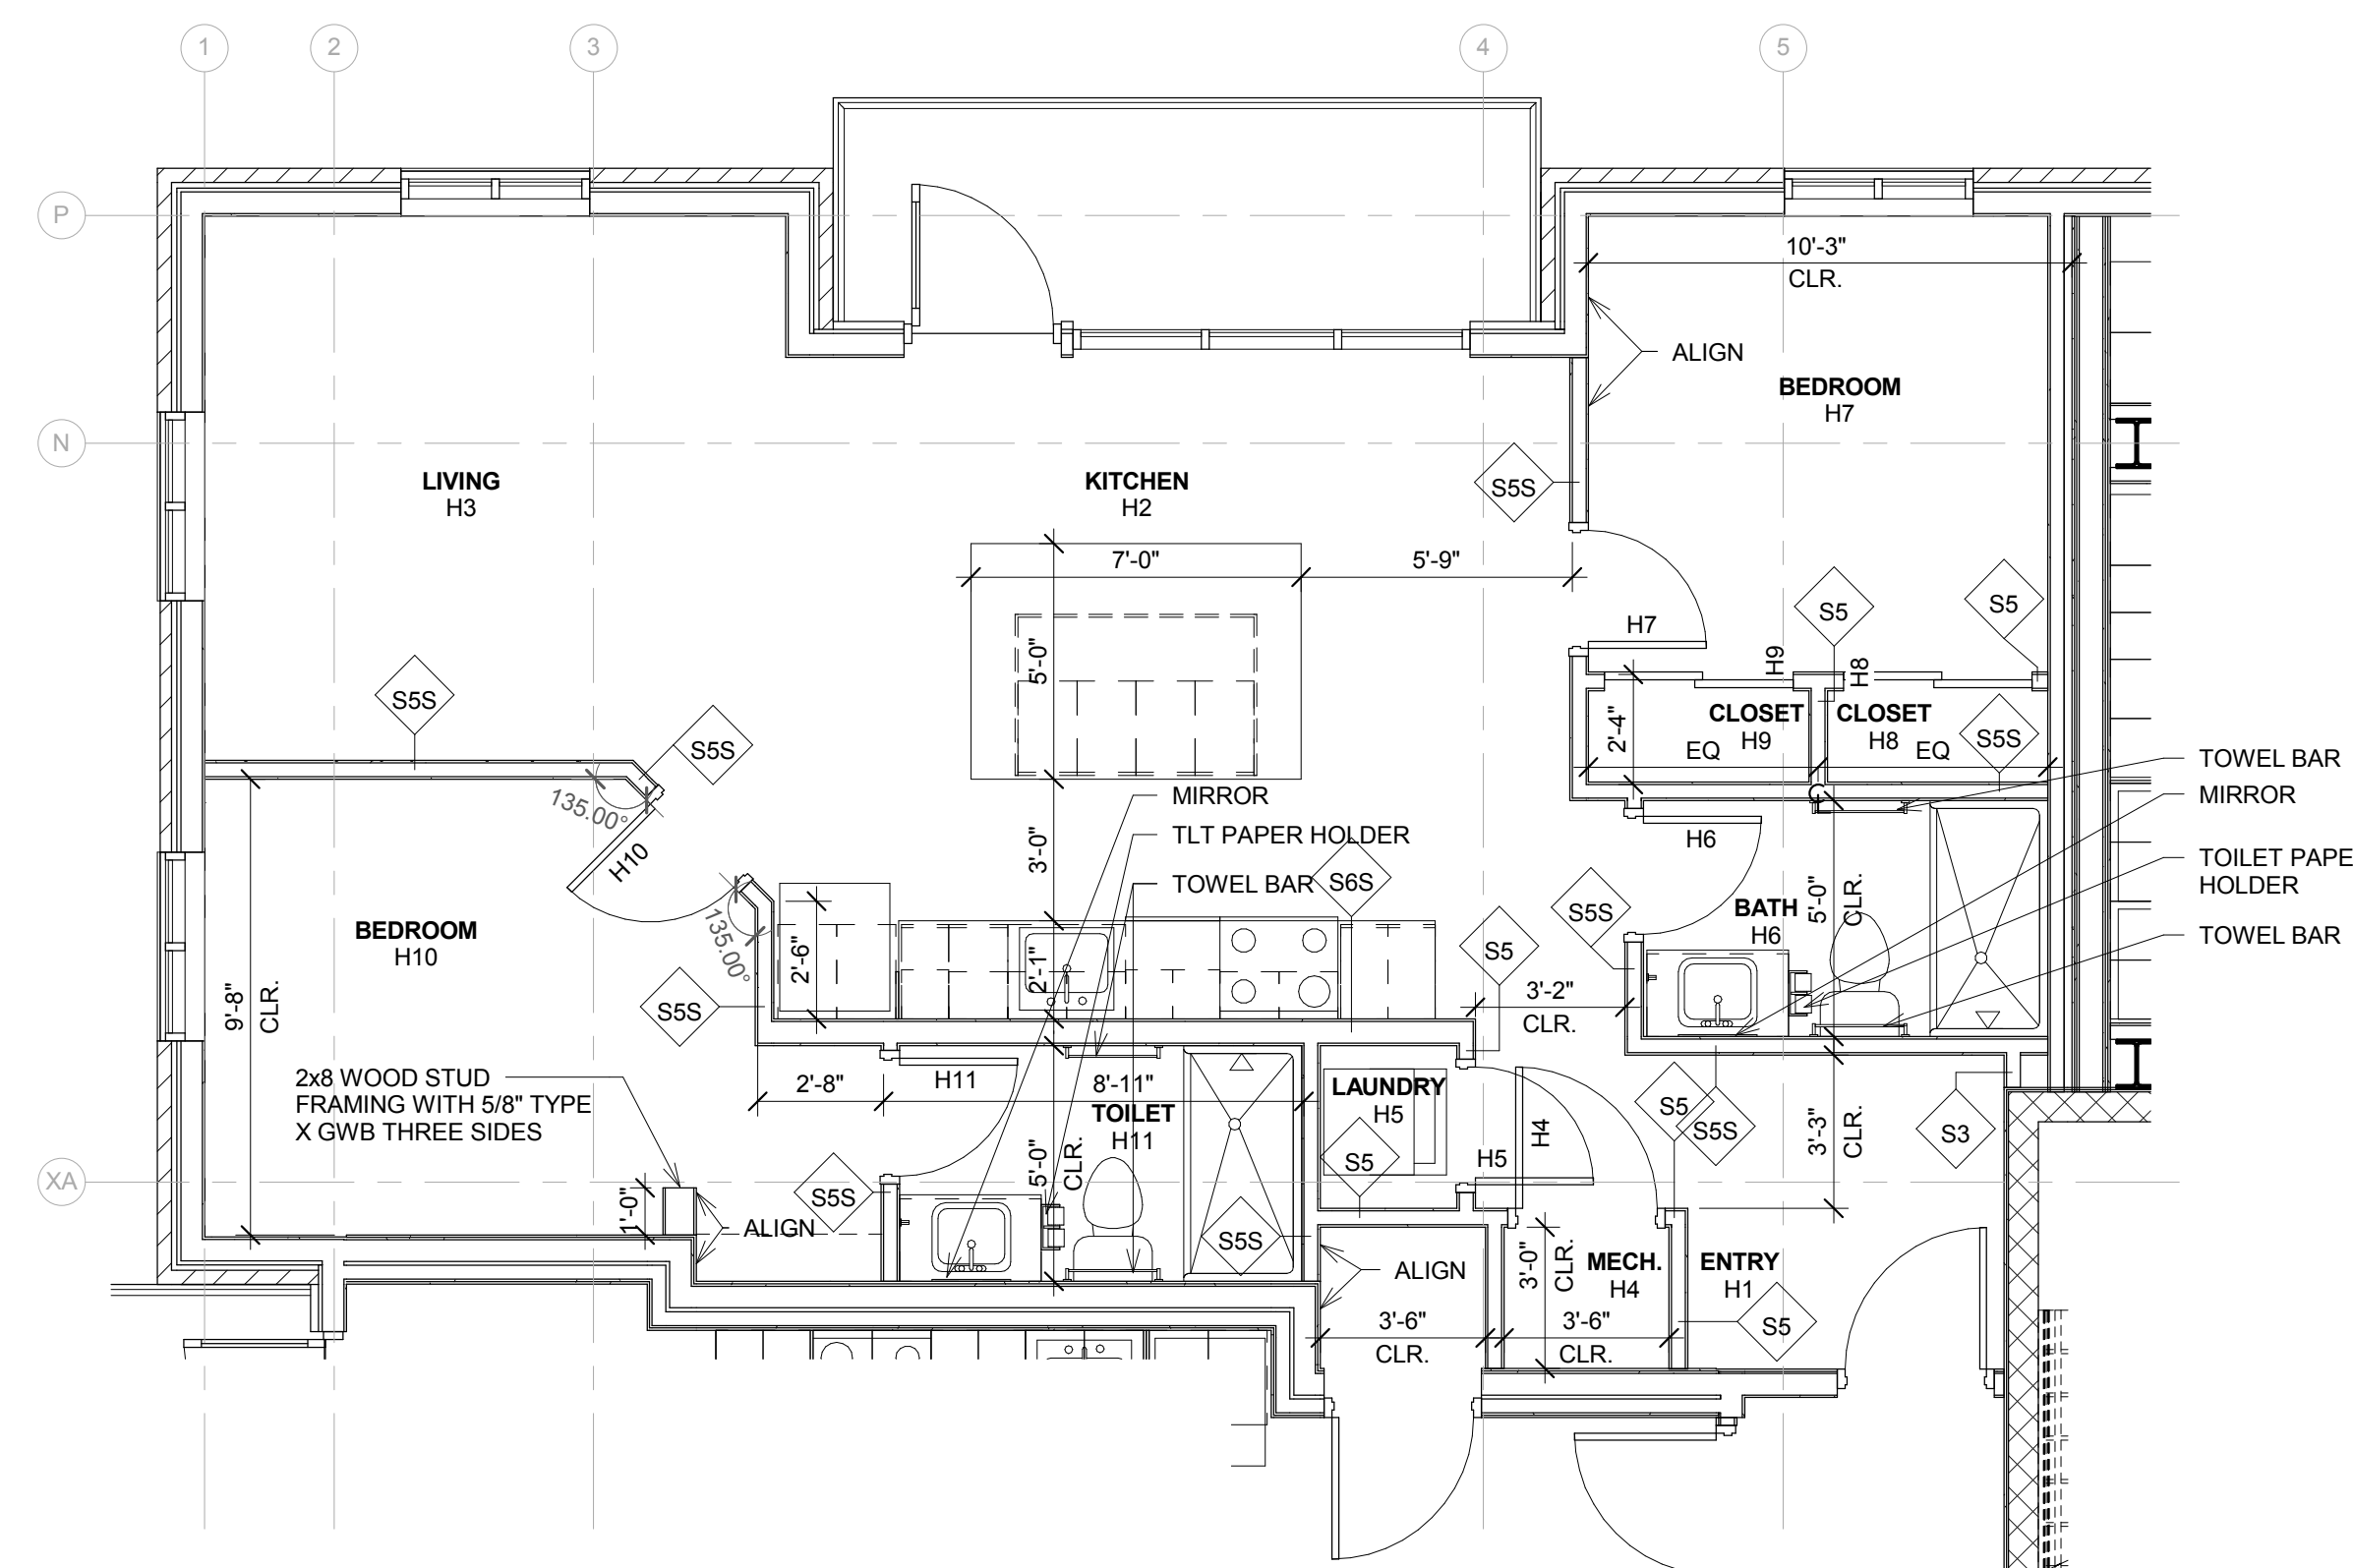 1
2
3
4
5
P
N
XA
10'-3"
CLR.
ALIGN
BEDROOM
H7
LIVING
H3
KITCHEN
H2
S5S
7'-0"
5'-9"
5'-0"
H7
S5
S5
H9
H8
S5S
S5S
2'-4"
CLOSET
H9
CLOSET
H8
EQ
EQ
S5S
TOWEL BAR
MIRROR
TOILET PAPE
HOLDER
TOWEL BAR
135.00°
H10
MIRROR
TLT PAPER HOLDER
TOWEL BAR
3'-0"
S6S
H6
S5S
BATH
H6
5'-0"
CLR.
135.00°
BEDROOM
H10
2'-6"
2'-1"
S5
S5S
9'-8"
CLR.
3'-2"
CLR.
2x8 WOOD STUD
FRAMING WITH 5/8" TYPE
X GWB THREE SIDES
2'-8"
H11
8'-11"
TOILET
H11
5'-0"
CLR.
LAUNDRY
H5
S5
H5
H4
S5
S5S
3'-3"
CLR.
S3
S5S
1'-0"
ALIGN
S5S
ALIGN
3'-0"
CLR.
MECH.
H4
ENTRY
H1
3'-6"
CLR.
3'-6"
CLR.
S5